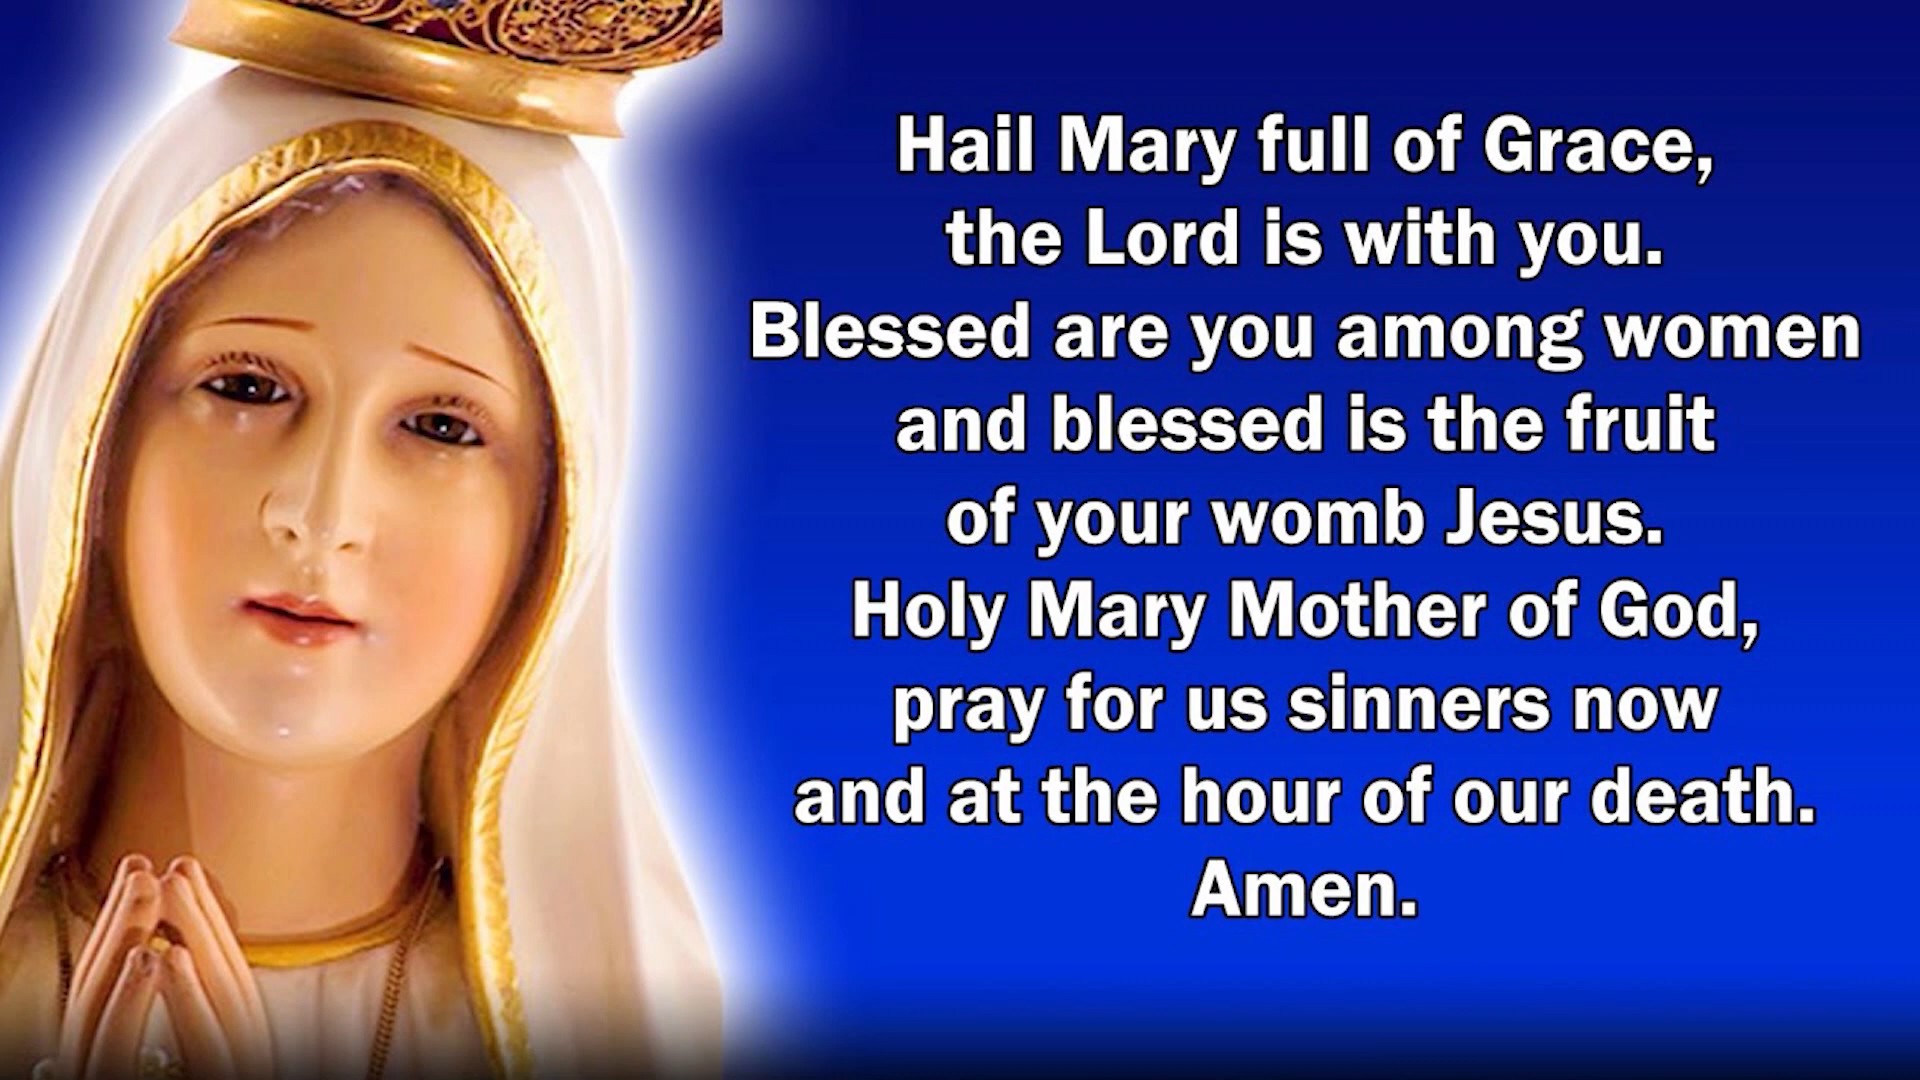 Hail Mary full of Grace,
the Lord is with you.
Blessed are you among women
and blessed is the fruit
of your womb Jesus.
Holy Mary Mother of God,
pray for us sinners now
and at the hour of our death.
Amen.